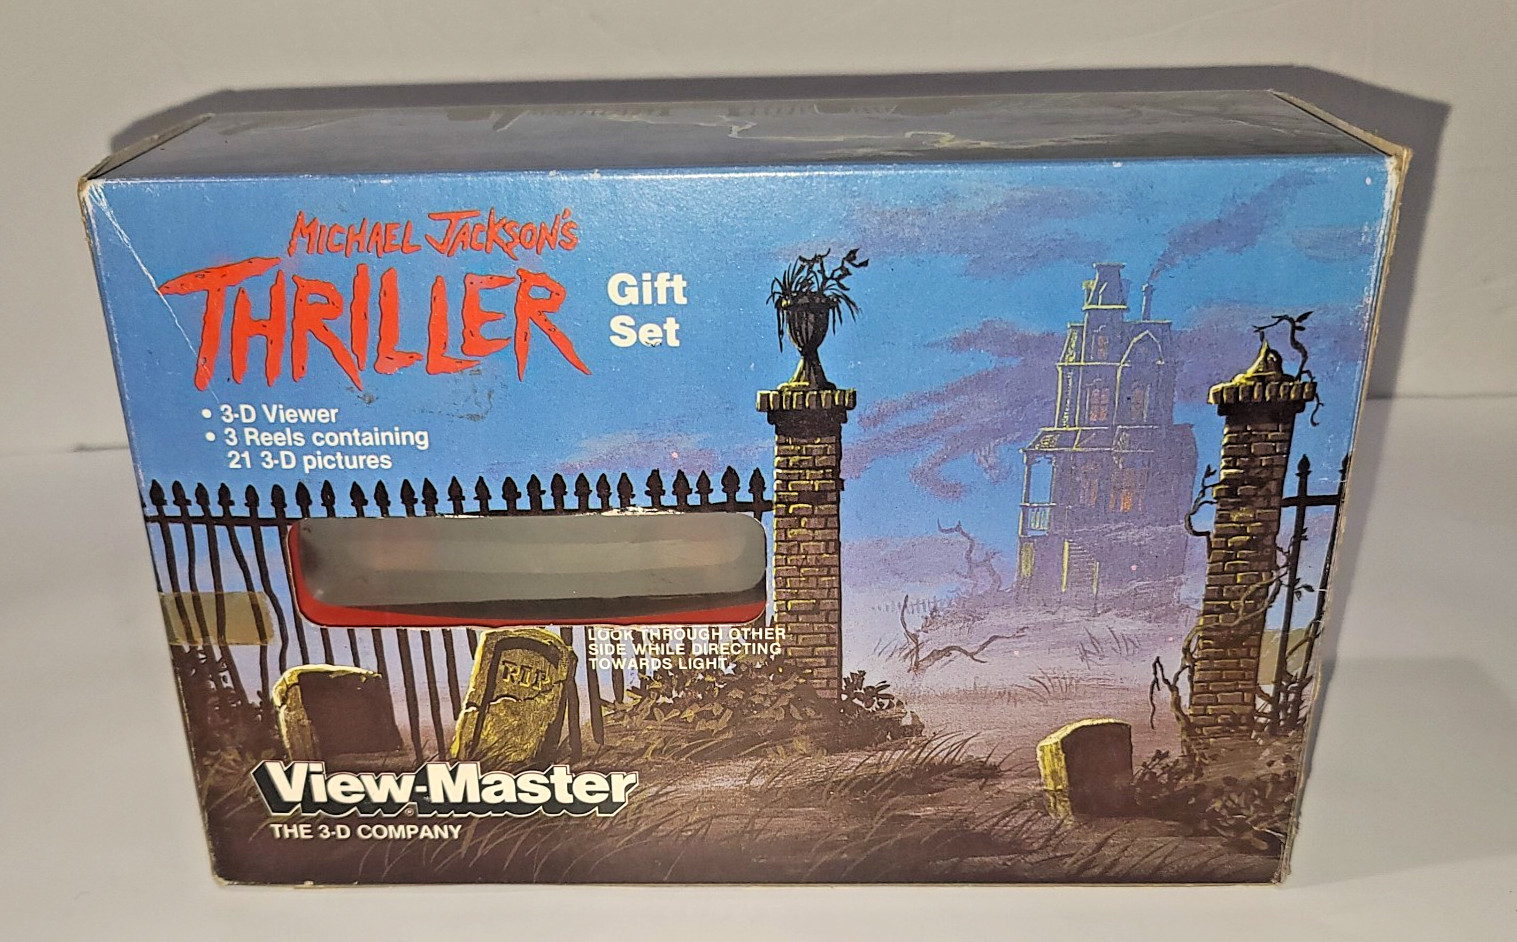 MICHAEL JACKSON'S
THRILLER
Gift
Set
• 3-D Viewer
• 3 Reels containing
21 3-D pictures
LOOK THROUGH OTHER
SIDE WHILE DIRECTING
TOWARDS LIGHT.
RIP
View-Master®
THE 3-D COMPANY